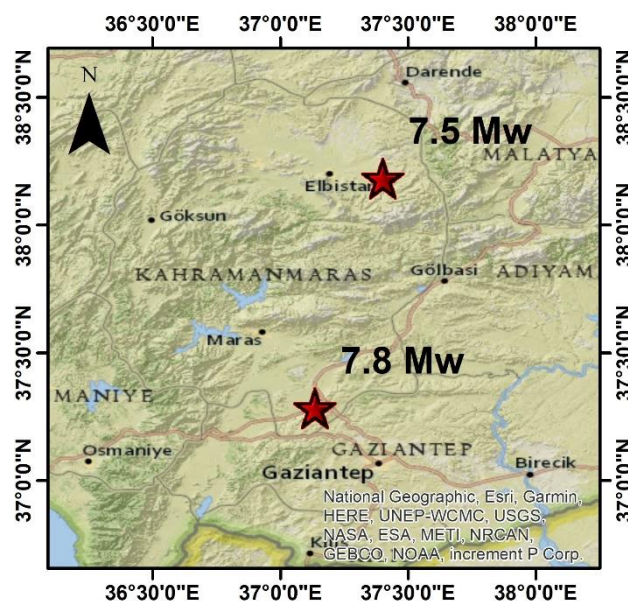 36°30'0"E 37°0'0"E 37°30'0"E 38°0'0"E
38°30'0"N
38°0'0"N
37°30'0"N
37°0'0"N
N
Darende
7.5 Mw
MALATYA
Elbistan
Göksun
Gölbasi
KAHRAMANMARAS
ADIYAM
Maras
7.8 Mw
MANIYE
Osmaniye
GAZIANTEP
Gaziantep
Birecik
National Geographic, Esri, Garmin,
HERE, UNEP-WCMC, USGS,
NASA, ESA, METI, NRCAN,
Kilis
GEBCO, NOAA, increment P Corp.
38°30'0"N
38°0'0"N
37°30'0"N
37°0'0"N
36°30'0"E 37°0'0"E 37°30'0"E 38°0'0"E